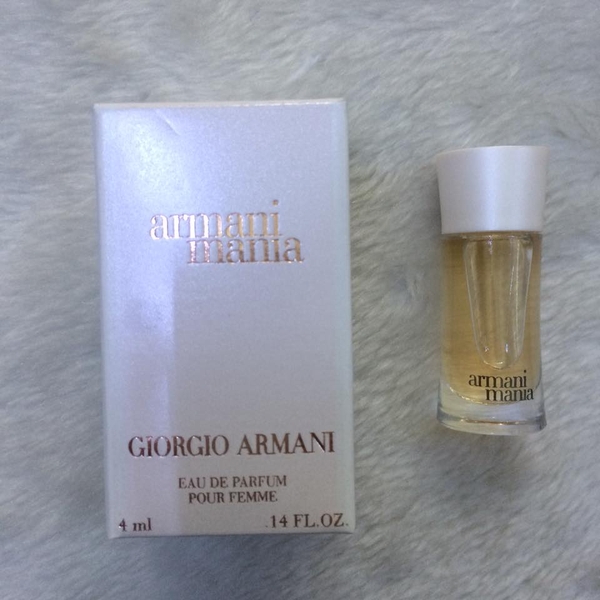 armani
mania
GIORGIO ARMANI
EAU DE PARFUM
POUR FEMME
4 ml .14 FL.OZ.
armani
mania